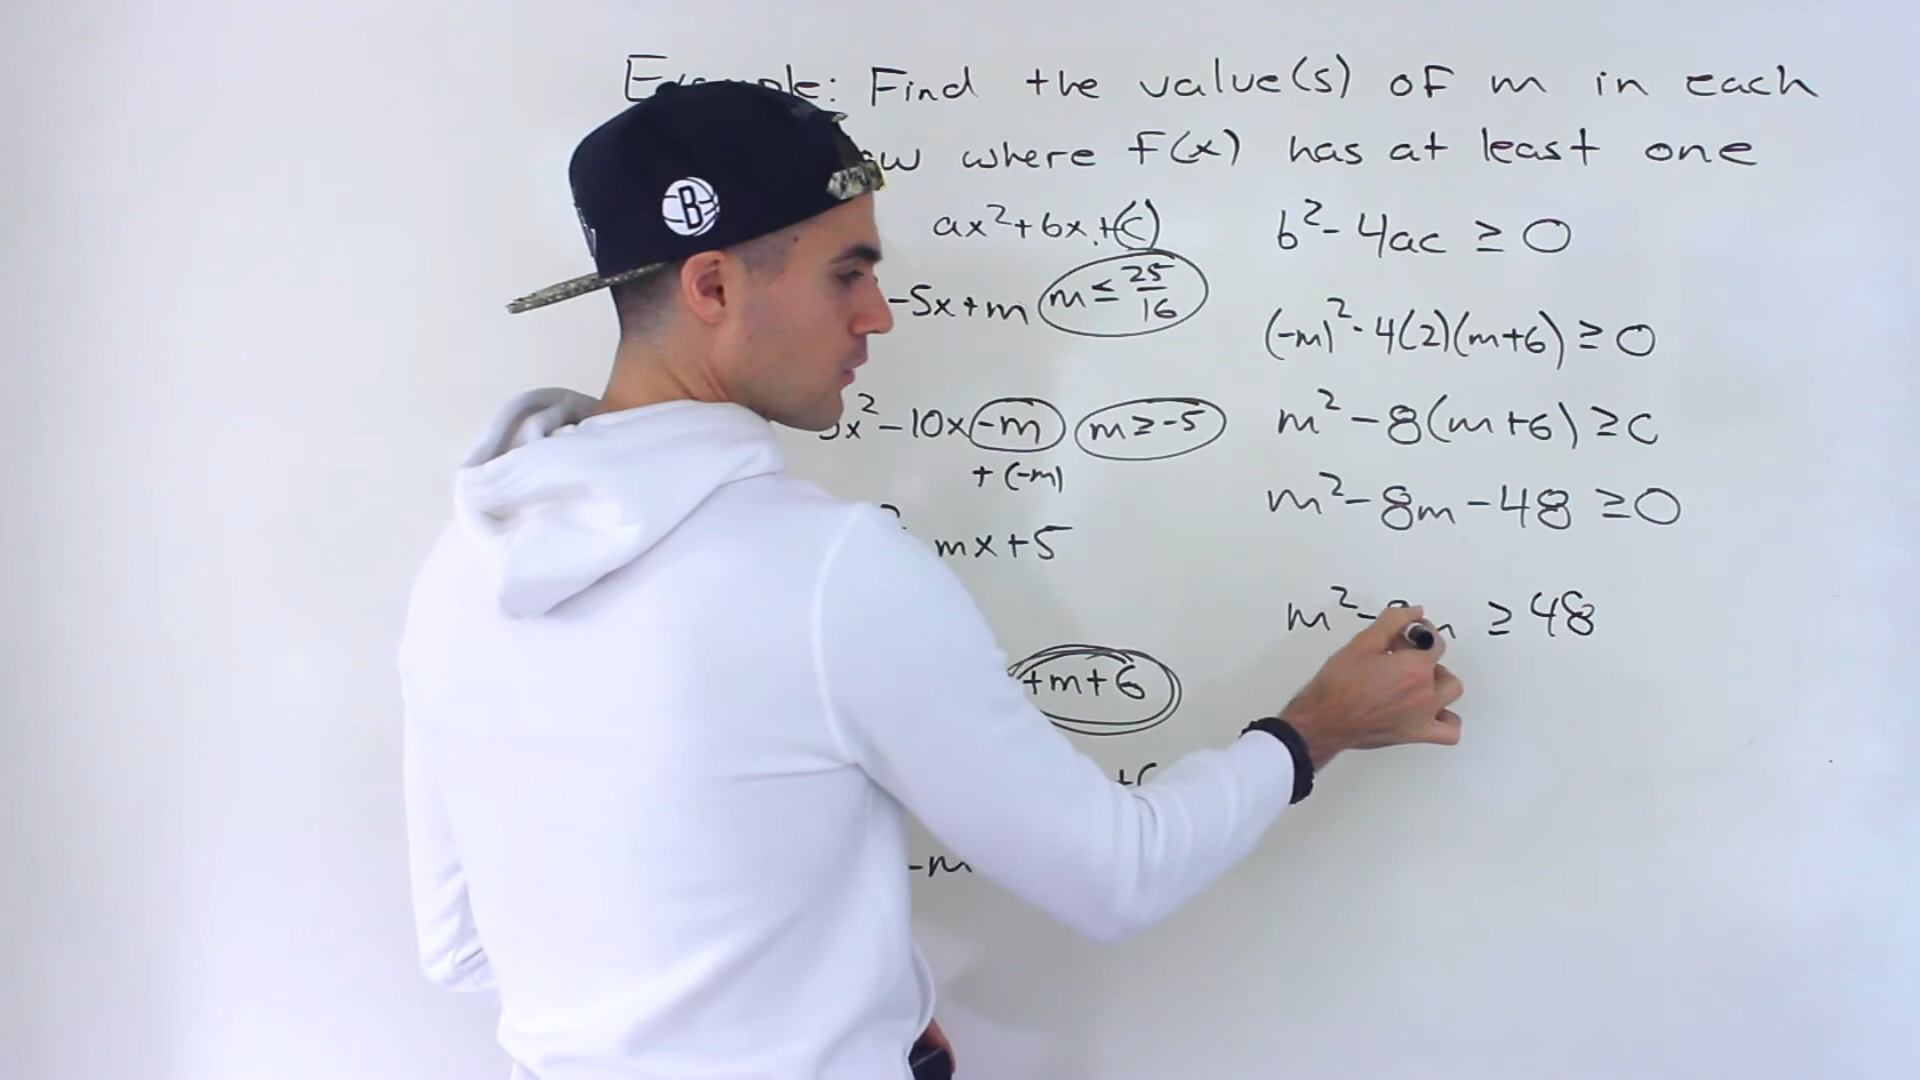 Example: Find the value(s) of m in each
where f(x) has at least one
ax²+bx+(c)
-5x+m m≤25/16
x²-10x-m m≥-5
+(-m)
mx+5
+m+6
-m
b²-4ac ≥ 0
(-m)²-4(2)(m+6) ≥ 0
m²-8(m+6) ≥ 0
m²-8m-48 ≥ 0
m²-8m ≥ 48
B